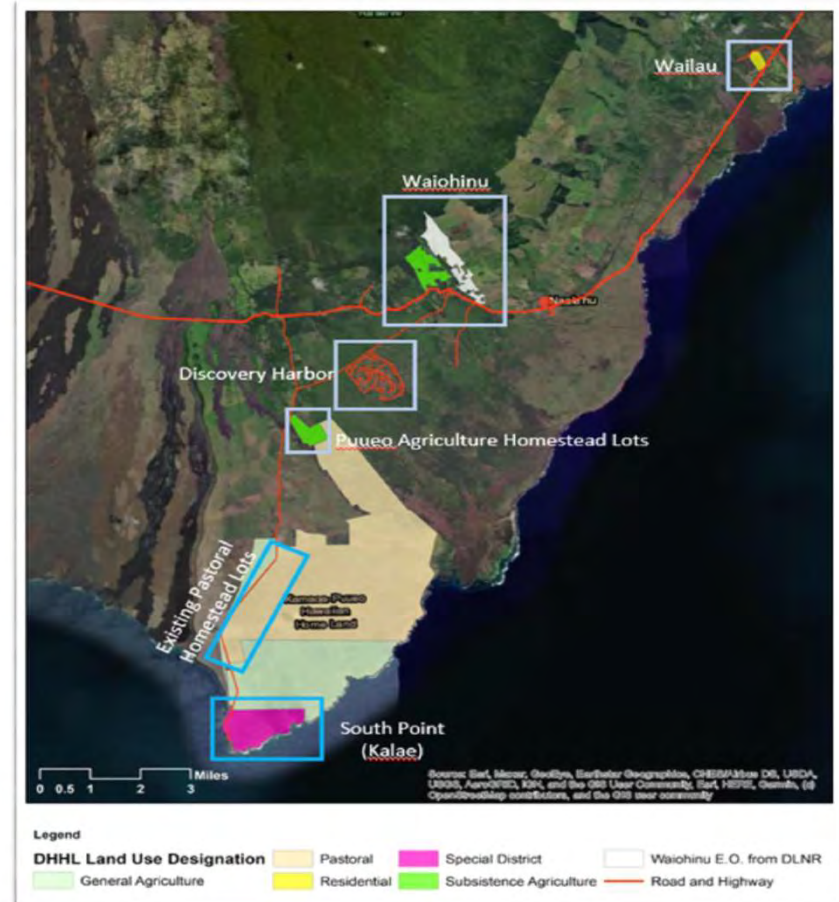 Wailau
Waiohinu
Naalehu
Discovery Harbor
Puueo Agriculture Homestead Lots
Existing Pastoral
Homestead Lots
Kamaoa-Puueo
Hawaiian
Home Land
South Point
(Kalae)
Miles
0 0.5 1 2 3
Source: Esri, Maxar, GeoEye, Earthstar Geographics, CNES/Airbus DS, USDA,
USGS, AeroGRID, IGN, and the GIS User Community, Esri, HERE, Garmin, (c)
OpenStreetMap contributors, and the GIS user community
Legend
DHHL Land Use Designation
Pastoral
Special District
Waiohinu E.O. from DLNR
General Agriculture
Residential
Subsistence Agriculture
Road and Highway